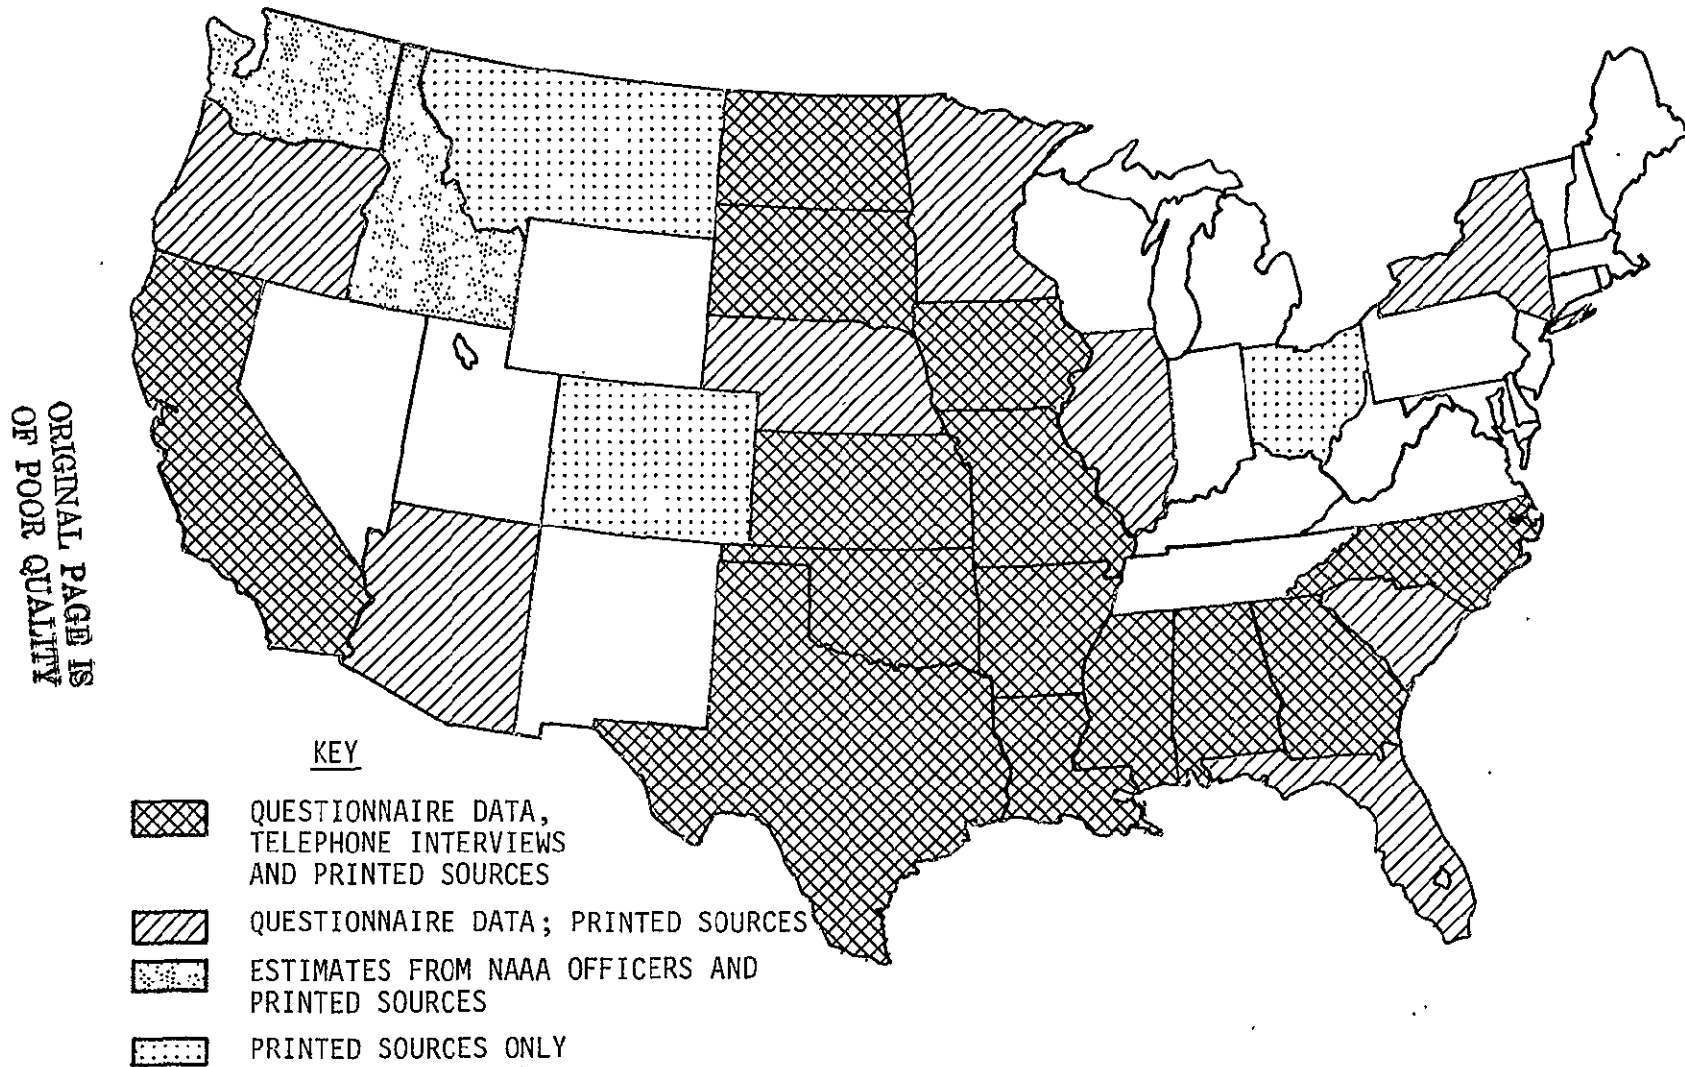 ORIGINAL PAGE IS
OF POOR QUALITY
KEY
QUESTIONNAIRE DATA,
TELEPHONE INTERVIEWS
AND PRINTED SOURCES
QUESTIONNAIRE DATA; PRINTED SOURCES
ESTIMATES FROM NAAA OFFICERS AND
PRINTED SOURCES
PRINTED SOURCES ONLY